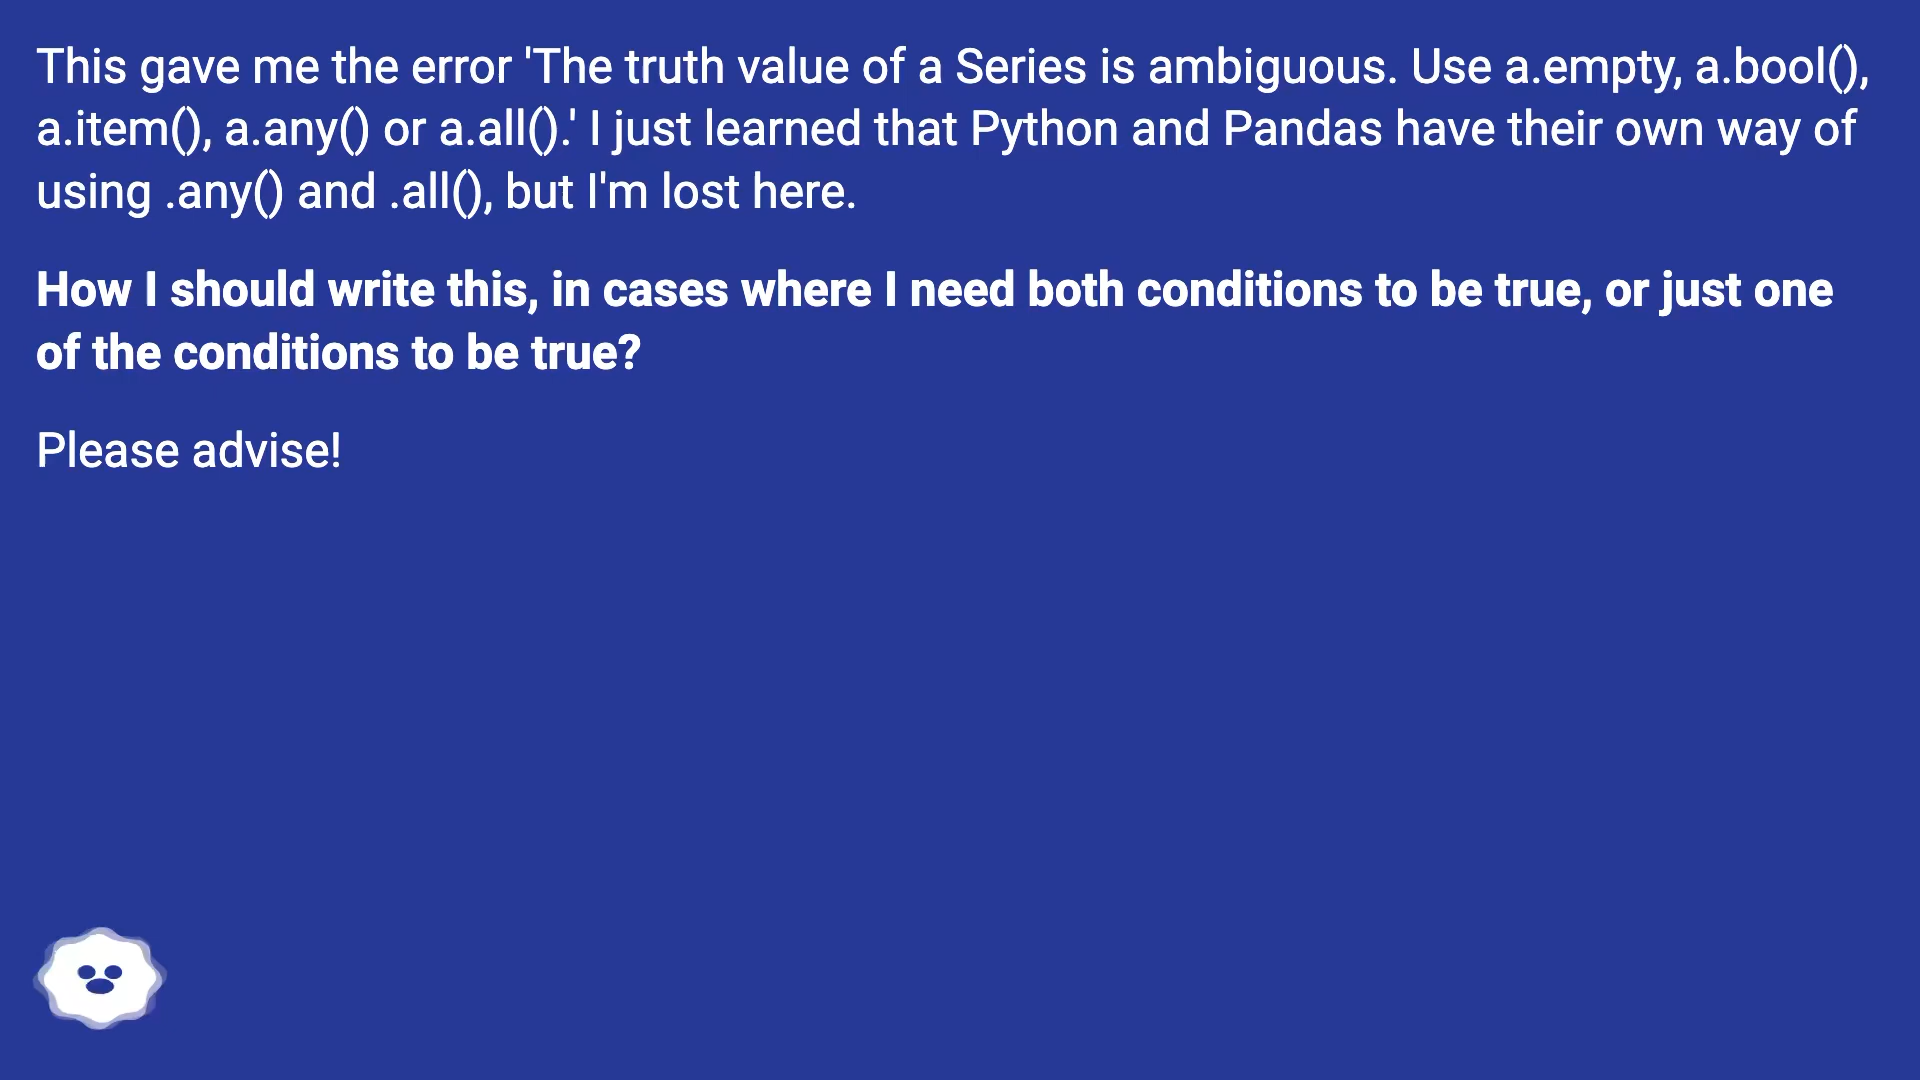 This gave me the error 'The truth value of a Series is ambiguous. Use a.empty, a.bool(),
a.item(), a.any() or a.all().' I just learned that Python and Pandas have their own way of
using .any() and .all(), but I'm lost here.
How I should write this, in cases where I need both conditions to be true, or just one
of the conditions to be true?
Please advise!